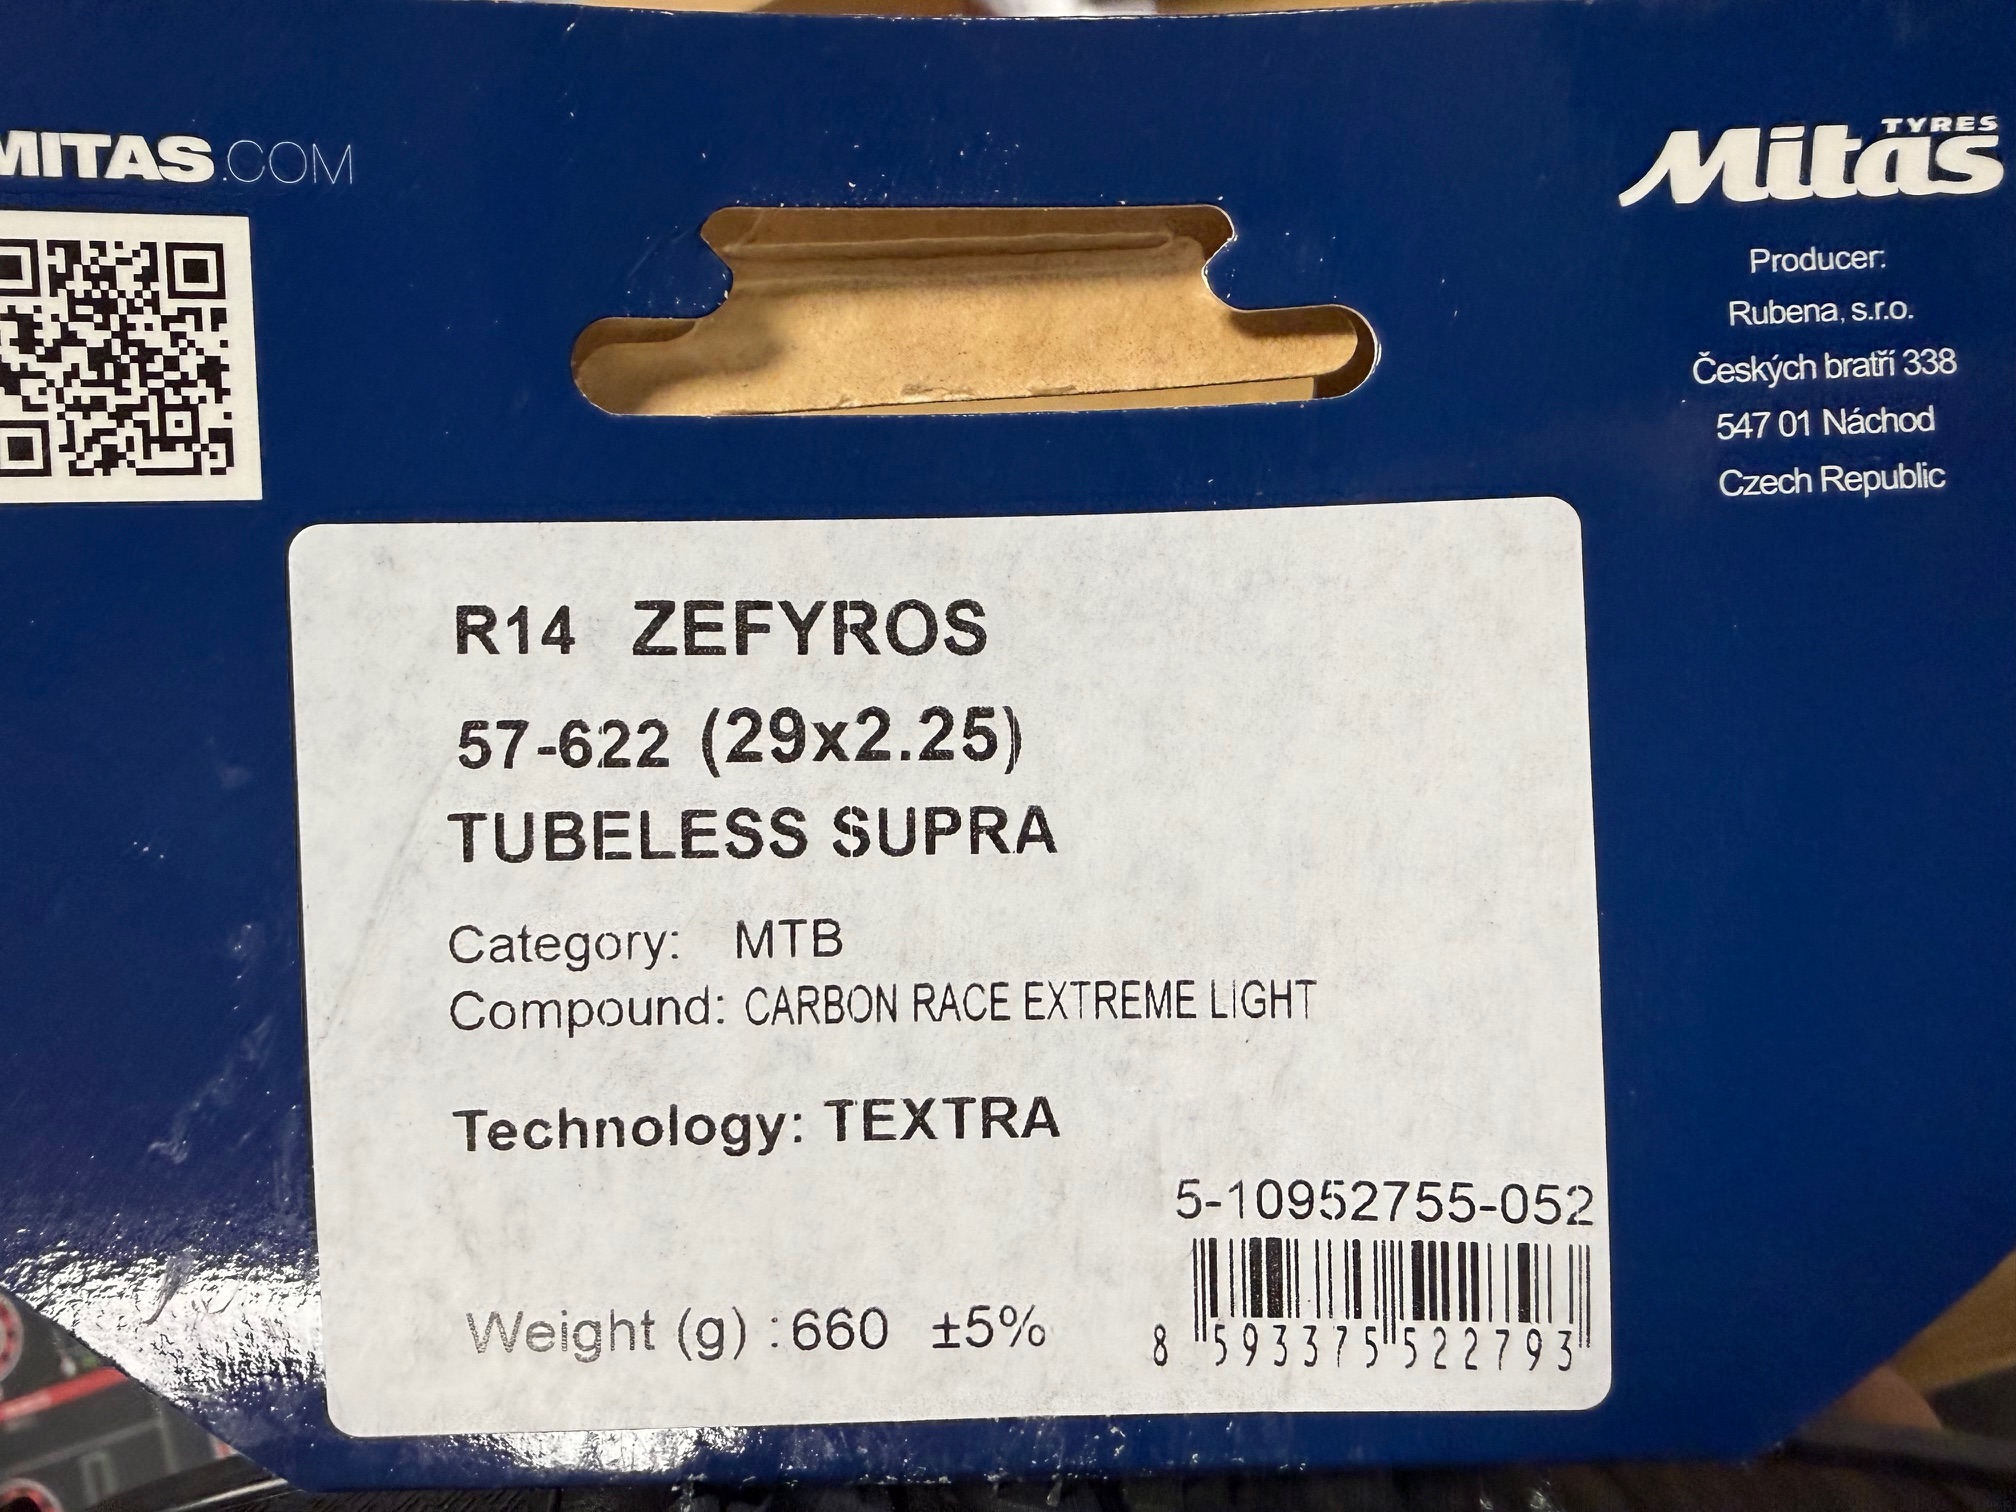 MITAS.COM
Mitas TYRES
Producer:
Rubena, s.r.o.
Českých bratří 338
547 01 Náchod
Czech Republic
R14 ZEFYROS
57-622 (29x2.25)
TUBELESS SUPRA
Category: MTB
Compound: CARBON RACE EXTREME LIGHT
Technology: TEXTRA
5-10952755-052
Weight (g) :660 ±5%
8 593375 522793